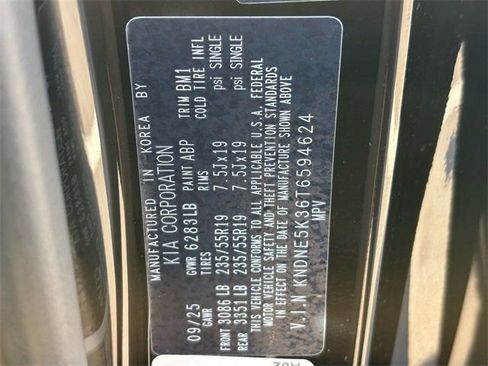 MANUFACTURED IN KOREA BY
KIA CORPORATION
09/25 GVWR 6283LB PAINT ABP TRIM BM1
GAWR TIRES RIMS COLD TIRE INFL
FRONT 3086 LB 235/55R19 7.5Jx19 psi SINGLE
REAR 3351 LB 235/55R19 7.5Jx19 psi SINGLE
THIS VEHICLE CONFORMS TO ALL APPLICABLE U.S.A. FEDERAL
MOTOR VEHICLE SAFETY AND THEFT PREVENTION STANDARDS
IN EFFECT ON THE DATE OF MANUFACTURE SHOWN ABOVE
V.I.N KNDNE5K36T6594624
MPV
A02